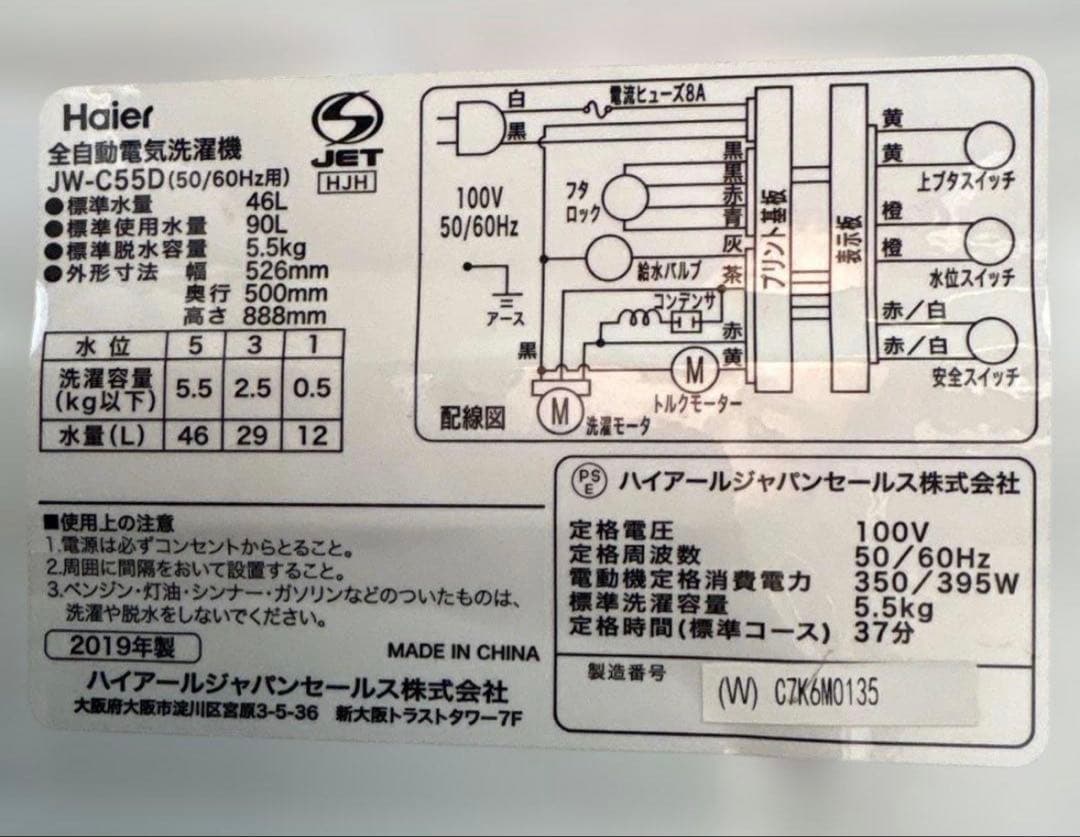 Haier
JET
HJH
全自動電気洗濯機
JW-C55D(50/60Hz用)
●標準水量 46L
●標準使用水量 90L
●標準脱水容量 5.5kg
●外形寸法 幅 526mm
奥行 500mm
高さ 888mm
水位 5 3 1
洗濯容量(kg以下) 5.5 2.5 0.5
水量(L) 46 29 12
白
電流ヒューズ8A
黒
100V
50/60Hz
アース
フタ
ロック
黒
黒
赤
青
灰
給水バルブ
茶
コンデンサ
赤
黒
黄
M
トルクモーター
M
洗濯モータ
配線図
プリント基板
表示板
黄
黄
上ブタスイッチ
橙
橙
水位スイッチ
赤/白
赤/白
安全スイッチ
■使用上の注意
1.電源は必ずコンセントからとること。
2.周囲に間隔をおいて設置すること。
3.ベンジン・灯油・シンナー・ガソリンなどのついたものは、
洗濯や脱水をしないでください。
2019年製
MADE IN CHINA
ハイアールジャパンセールス株式会社
大阪府大阪市淀川区宮原3-5-36 新大阪トラストタワー7F
PSE ハイアールジャパンセールス株式会社
定格電圧 100V
定格周波数 50/60Hz
電動機定格消費電力 350/395W
標準洗濯容量 5.5kg
定格時間(標準コース) 37分
製造番号 (W) CZK6M0135